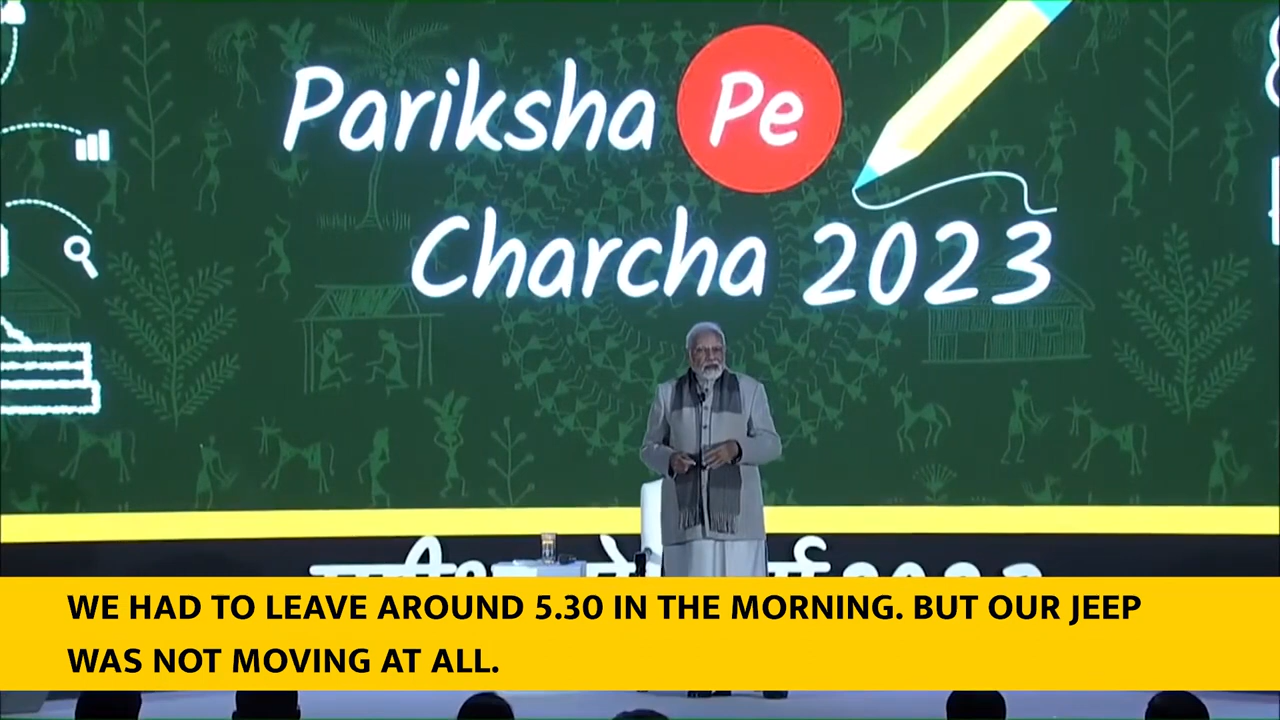 Pariksha Pe
Charcha 2023
WE HAD TO LEAVE AROUND 5.30 IN THE MORNING. BUT OUR JEEP
WAS NOT MOVING AT ALL.